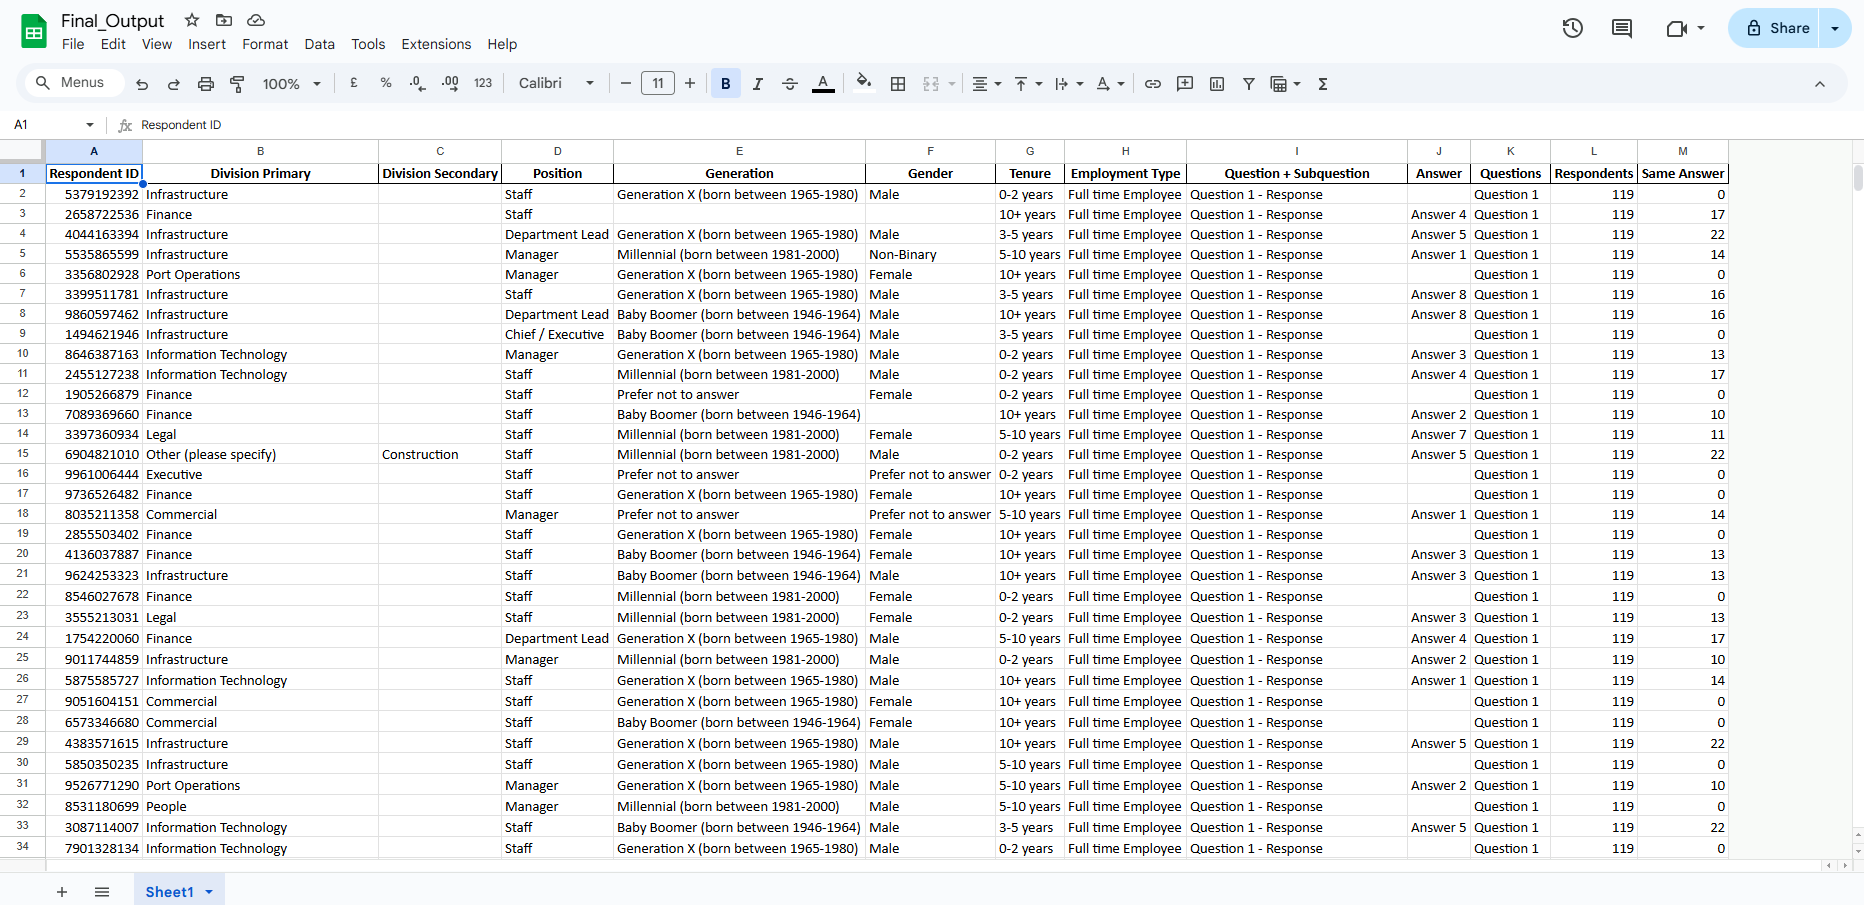 Final_Output
File Edit View Insert Format Data Tools Extensions Help
Share
Menus 100% £ % .0 .00 123 Calibri 11 B I A Σ
A1 fx Respondent ID
A B C D E F G H I J K L M
1 Respondent ID Division Primary Division Secondary Position Generation Gender Tenure Employment Type Question + Subquestion Answer Questions Respondents Same Answer
2 5379192392 Infrastructure Staff Generation X (born between 1965-1980) Male 0-2 years Full time Employee Question 1 - Response Question 1 119 0
3 2658722536 Finance Staff 10+ years Full time Employee Question 1 - Response Answer 4 Question 1 119 17
4 4044163394 Infrastructure Department Lead Generation X (born between 1965-1980) Male 3-5 years Full time Employee Question 1 - Response Answer 5 Question 1 119 22
5 5535865599 Infrastructure Manager Millennial (born between 1981-2000) Non-Binary 5-10 years Full time Employee Question 1 - Response Answer 1 Question 1 119 14
6 3356802928 Port Operations Manager Generation X (born between 1965-1980) Female 10+ years Full time Employee Question 1 - Response Question 1 119 0
7 3399511781 Infrastructure Staff Generation X (born between 1965-1980) Male 3-5 years Full time Employee Question 1 - Response Answer 8 Question 1 119 16
8 9860597462 Infrastructure Department Lead Baby Boomer (born between 1946-1964) Male 10+ years Full time Employee Question 1 - Response Answer 8 Question 1 119 16
9 1494621946 Infrastructure Chief / Executive Baby Boomer (born between 1946-1964) Male 3-5 years Full time Employee Question 1 - Response Question 1 119 0
10 8646387163 Information Technology Manager Generation X (born between 1965-1980) Male 0-2 years Full time Employee Question 1 - Response Answer 3 Question 1 119 13
11 2455127238 Information Technology Staff Millennial (born between 1981-2000) Male 0-2 years Full time Employee Question 1 - Response Answer 4 Question 1 119 17
12 1905266879 Finance Staff Prefer not to answer Female 0-2 years Full time Employee Question 1 - Response Question 1 119 0
13 7089369660 Finance Staff Baby Boomer (born between 1946-1964) 10+ years Full time Employee Question 1 - Response Answer 2 Question 1 119 10
14 3397360934 Legal Staff Millennial (born between 1981-2000) Female 5-10 years Full time Employee Question 1 - Response Answer 7 Question 1 119 11
15 6904821010 Other (please specify) Construction Staff Millennial (born between 1981-2000) Male 0-2 years Full time Employee Question 1 - Response Answer 5 Question 1 119 22
16 9961006444 Executive Staff Prefer not to answer Prefer not to answer 0-2 years Full time Employee Question 1 - Response Question 1 119 0
17 9736526482 Finance Staff Generation X (born between 1965-1980) Female 10+ years Full time Employee Question 1 - Response Question 1 119 0
18 8035211358 Commercial Manager Prefer not to answer Prefer not to answer 5-10 years Full time Employee Question 1 - Response Answer 1 Question 1 119 14
19 2855503402 Finance Staff Generation X (born between 1965-1980) Female 10+ years Full time Employee Question 1 - Response Question 1 119 0
20 4136037887 Finance Staff Baby Boomer (born between 1946-1964) Female 10+ years Full time Employee Question 1 - Response Answer 3 Question 1 119 13
21 9624253323 Infrastructure Staff Baby Boomer (born between 1946-1964) Male 10+ years Full time Employee Question 1 - Response Answer 3 Question 1 119 13
22 8546027678 Finance Staff Millennial (born between 1981-2000) Female 0-2 years Full time Employee Question 1 - Response Question 1 119 0
23 3555213031 Legal Staff Millennial (born between 1981-2000) Female 0-2 years Full time Employee Question 1 - Response Answer 3 Question 1 119 13
24 1754220060 Finance Department Lead Generation X (born between 1965-1980) Male 5-10 years Full time Employee Question 1 - Response Answer 4 Question 1 119 17
25 9011744859 Infrastructure Manager Millennial (born between 1981-2000) Male 0-2 years Full time Employee Question 1 - Response Answer 2 Question 1 119 10
26 5875585727 Information Technology Staff Generation X (born between 1965-1980) Male 10+ years Full time Employee Question 1 - Response Answer 1 Question 1 119 14
27 9051604151 Commercial Staff Generation X (born between 1965-1980) Female 10+ years Full time Employee Question 1 - Response Question 1 119 0
28 6573346680 Commercial Staff Baby Boomer (born between 1946-1964) Female 10+ years Full time Employee Question 1 - Response Question 1 119 0
29 4383571615 Infrastructure Staff Generation X (born between 1965-1980) Male 10+ years Full time Employee Question 1 - Response Answer 5 Question 1 119 22
30 5850350235 Infrastructure Staff Generation X (born between 1965-1980) Male 5-10 years Full time Employee Question 1 - Response Question 1 119 0
31 9526771290 Port Operations Manager Generation X (born between 1965-1980) Male 5-10 years Full time Employee Question 1 - Response Answer 2 Question 1 119 10
32 8531180699 People Manager Millennial (born between 1981-2000) Male 5-10 years Full time Employee Question 1 - Response Question 1 119 0
33 3087114007 Information Technology Staff Baby Boomer (born between 1946-1964) Male 3-5 years Full time Employee Question 1 - Response Answer 5 Question 1 119 22
34 7901328134 Information Technology Staff Generation X (born between 1965-1980) Male 0-2 years Full time Employee Question 1 - Response Question 1 119 0
Sheet1